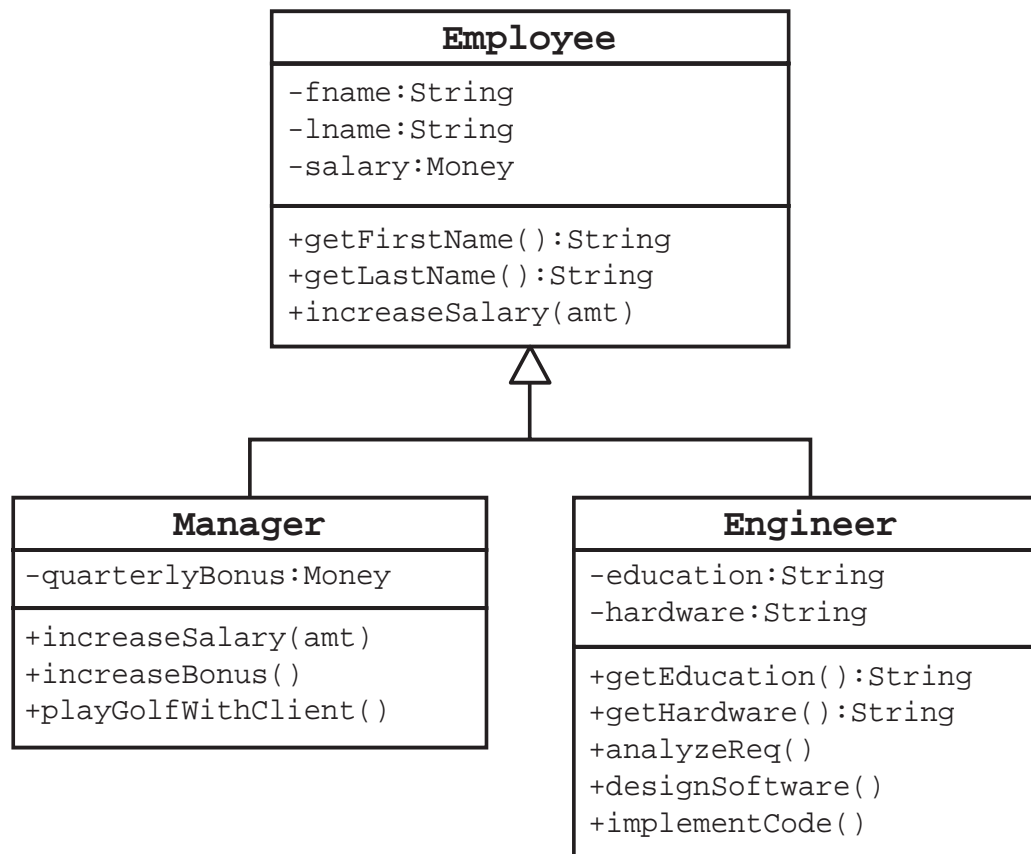 Employee
-fname:String
-lname:String
-salary:Money
+getFirstName():String
+getLastName():String
+increaseSalary(amt)
Manager
-quarterlyBonus:Money
+increaseSalary(amt)
+increaseBonus()
+playGolfWithClient()
Engineer
-education:String
-hardware:String
+getEducation():String
+getHardware():String
+analyzeReq()
+designSoftware()
+implementCode()